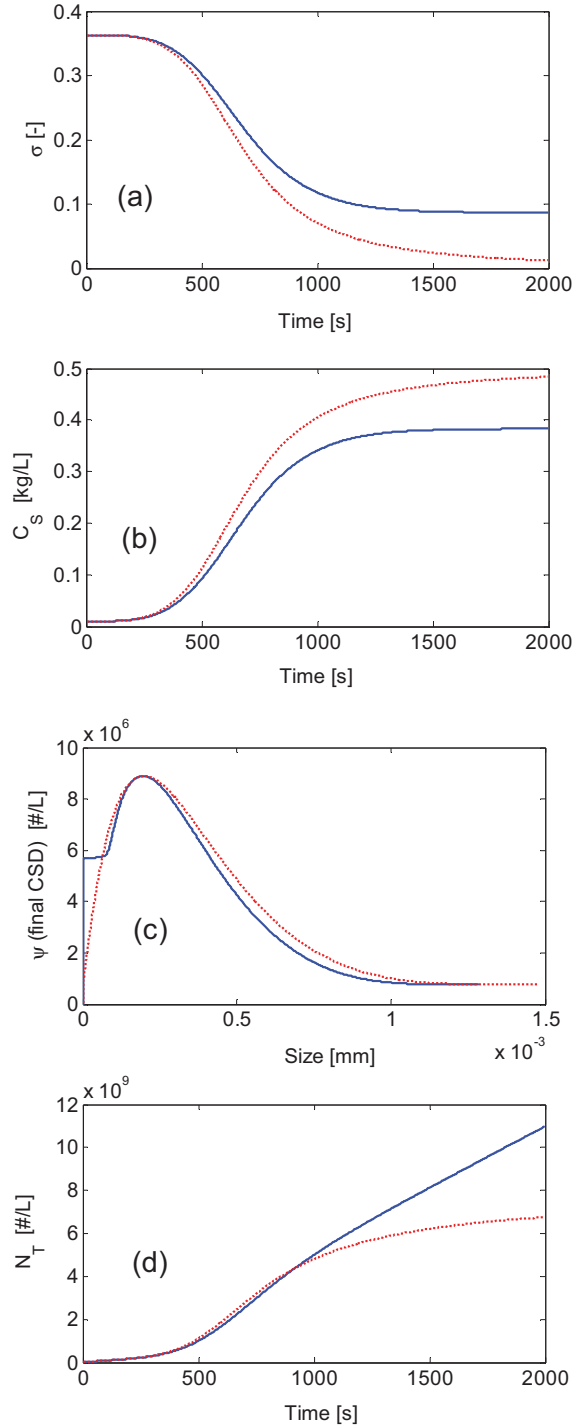 0.4
0.3
0.2
0.1
0
σ [-]
(a)
0 500 1000 1500 2000
Time [s]
0.5
0.4
0.3
0.2
0.1
0
C_S [kg/L]
(b)
0 500 1000 1500 2000
Time [s]
x 10^6
10
8
6
4
2
0
ψ (final CSD) [#/L]
(c)
0 0.5 1 1.5
Size [mm]
x 10^-3
x 10^9
12
10
8
6
4
2
0
N_T [#/L]
(d)
0 500 1000 1500 2000
Time [s]